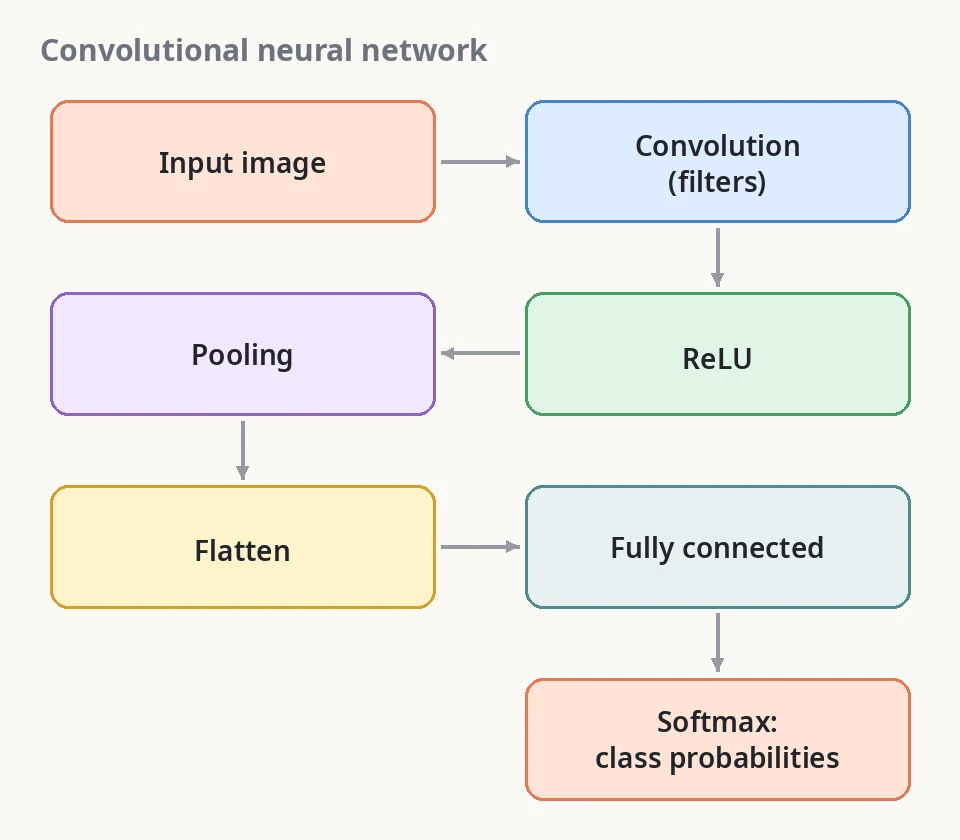 Convolutional neural network
Input image
Convolution
(filters)
ReLU
Pooling
Flatten
Fully connected
Softmax:
class probabilities